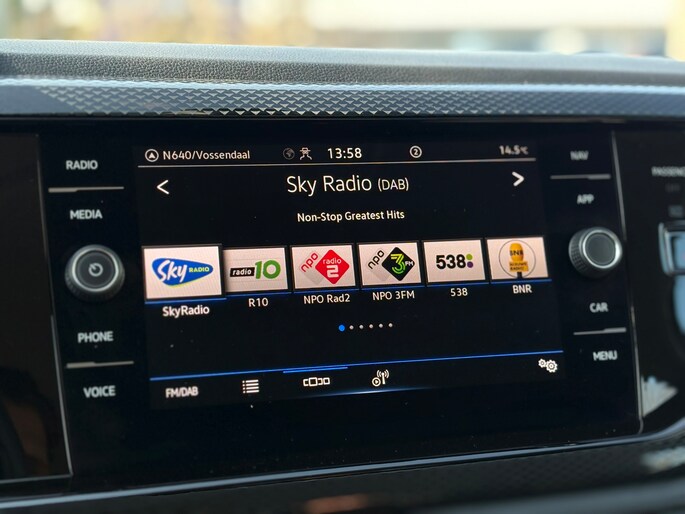 RADIO
MEDIA
PHONE
VOICE
N640/Vossendaal
13:58
2
14.5°C
< Sky Radio (DAB) >
Non-Stop Greatest Hits
Sky RADIO
radio 10
npo radio 2
npo 3FM
538
BNR
SkyRadio
R10
NPO Rad2
NPO 3FM
538
BNR
FM/DAB
NAV
APP
CAR
MENU